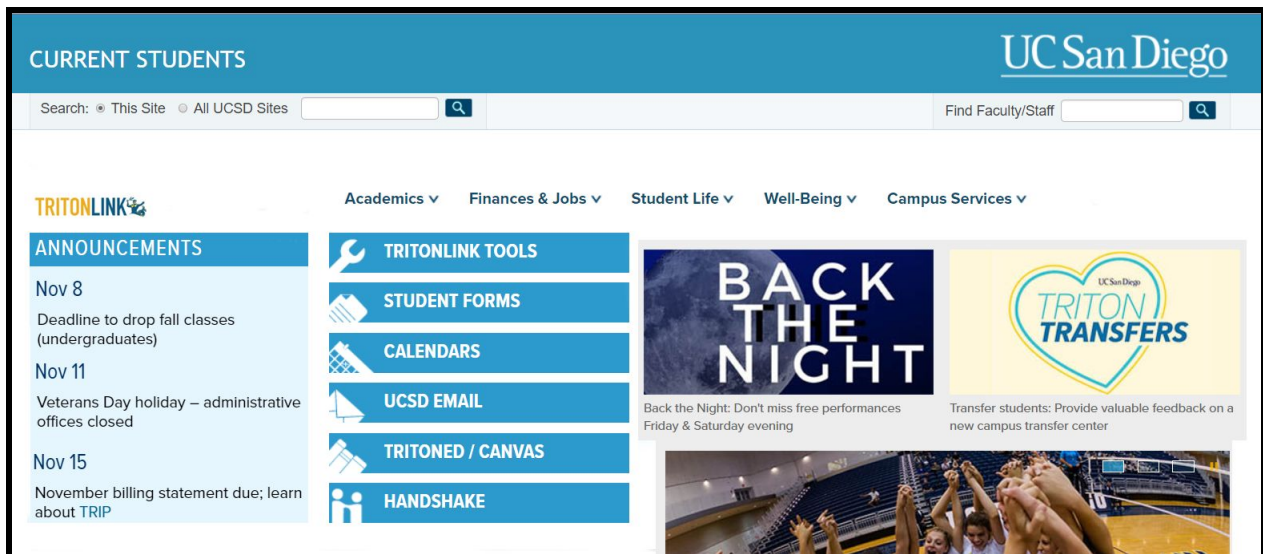 CURRENT STUDENTS
UC San Diego
Search: This Site All UCSD Sites
Find Faculty/Staff
TRITONLINK
Academics Finances & Jobs Student Life Well-Being Campus Services
ANNOUNCEMENTS
Nov 8
Deadline to drop fall classes
(undergraduates)
Nov 11
Veterans Day holiday – administrative
offices closed
Nov 15
November billing statement due; learn
about TRIP
TRITONLINK TOOLS
STUDENT FORMS
CALENDARS
UCSD EMAIL
TRITONED / CANVAS
HANDSHAKE
BACK
THE
NIGHT
Back the Night: Don't miss free performances
Friday & Saturday evening
UC San Diego
TRITON
TRANSFERS
Transfer students: Provide valuable feedback on a
new campus transfer center